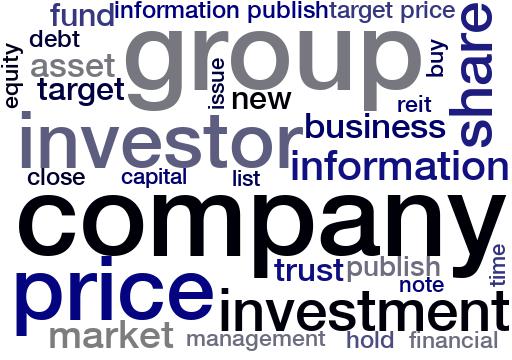 fund
information publish
target price
share
debt
group
equity
asset
buy
target
issue
new
reit
investor
business
information
close
capital
list
company
price
trust
publish
time
note
investment
market
management
hold
financial